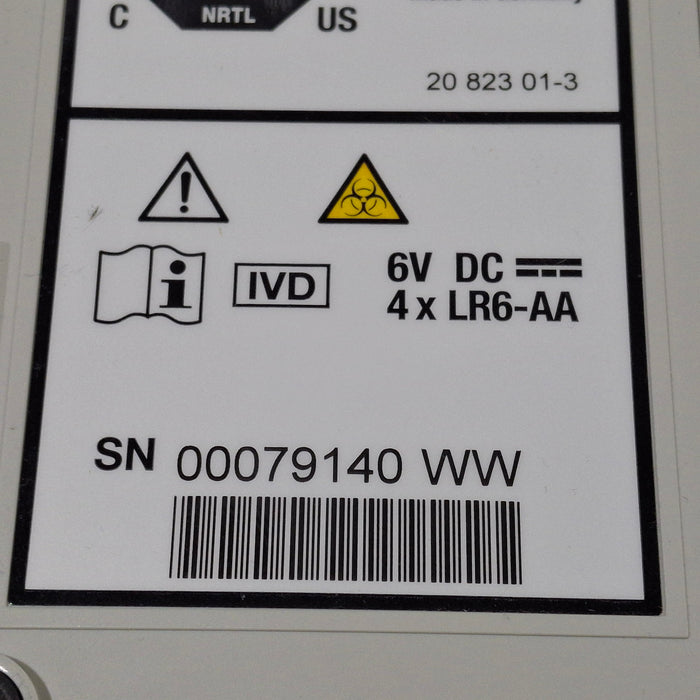 C NRTL US
20 823 01-3
IVD
6V DC
4 x LR6-AA
SN 00079140 WW